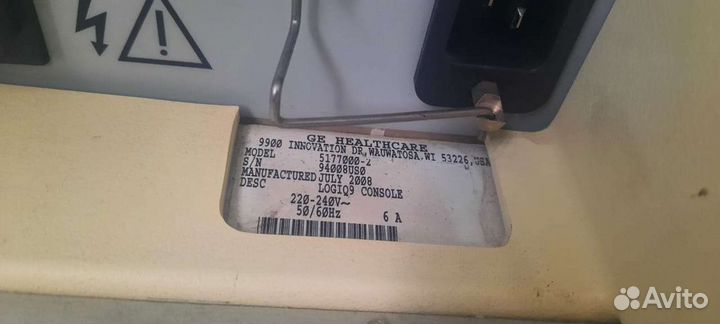 GE HEALTHCARE
9900 INNOVATION DR,WAUWATOSA.WI 53226,USA
MODEL 5177000-2
S/N 94008US0
MANUFACTURED JULY 2008
DESC LOGIQ9 CONSOLE
220-240V~
50/60Hz 6 A
Avito